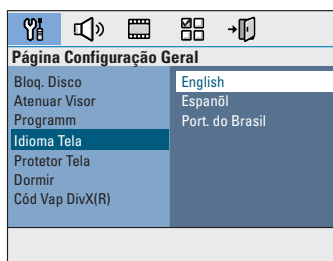 Página Configuração Geral
Bloq. Disco
Atenuar Visor
Programm
Idioma Tela
Protetor Tela
Dormir
Cód Vap DivX(R)
English
Espanõl
Port. do Brasil